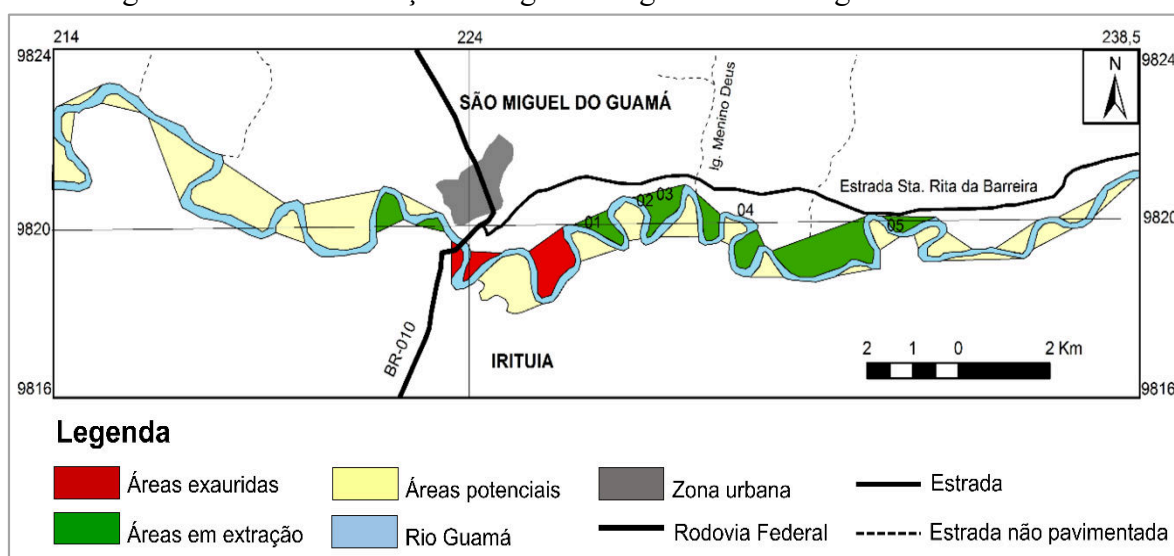 214
224
238,5
9824
9824
N
SÃO MIGUEL DO GUAMÁ
Ig. Menino Deus
Estrada Sta. Rita da Barreira
02
03
01
04
05
9820
9820
BR-010
IRITUIA
2 1 0 2 Km
9816
9816
Legenda
Áreas exauridas
Áreas potenciais
Zona urbana
Estrada
Áreas em extração
Rio Guamá
Rodovia Federal
Estrada não pavimentada